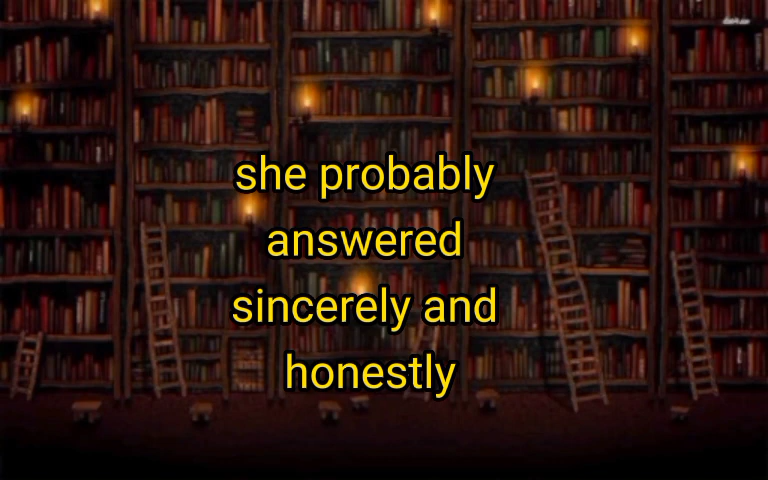 she probably
answered
sincerely and
honestly